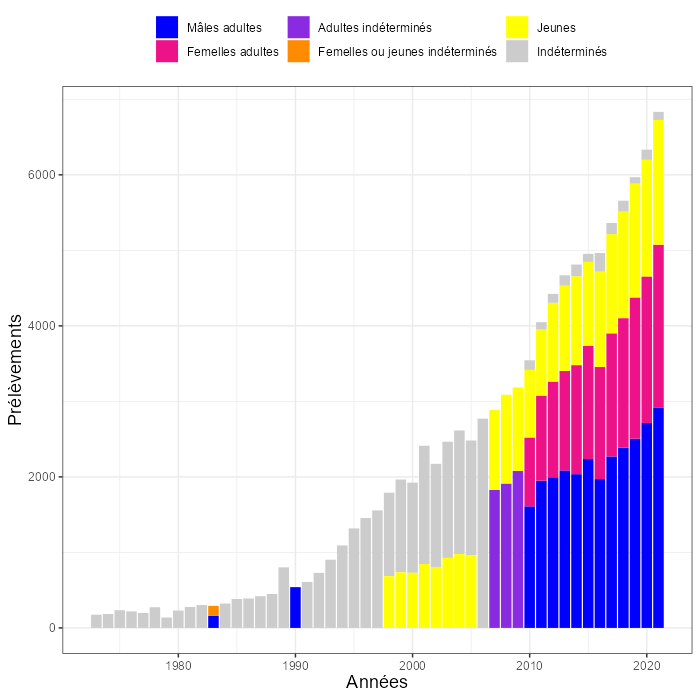 Mâles adultes Adultes indéterminés Jeunes
Femelles adultes Femelles ou jeunes indéterminés Indéterminés
Prélèvements
6000
4000
2000
0
1980 1990 2000 2010 2020
Années